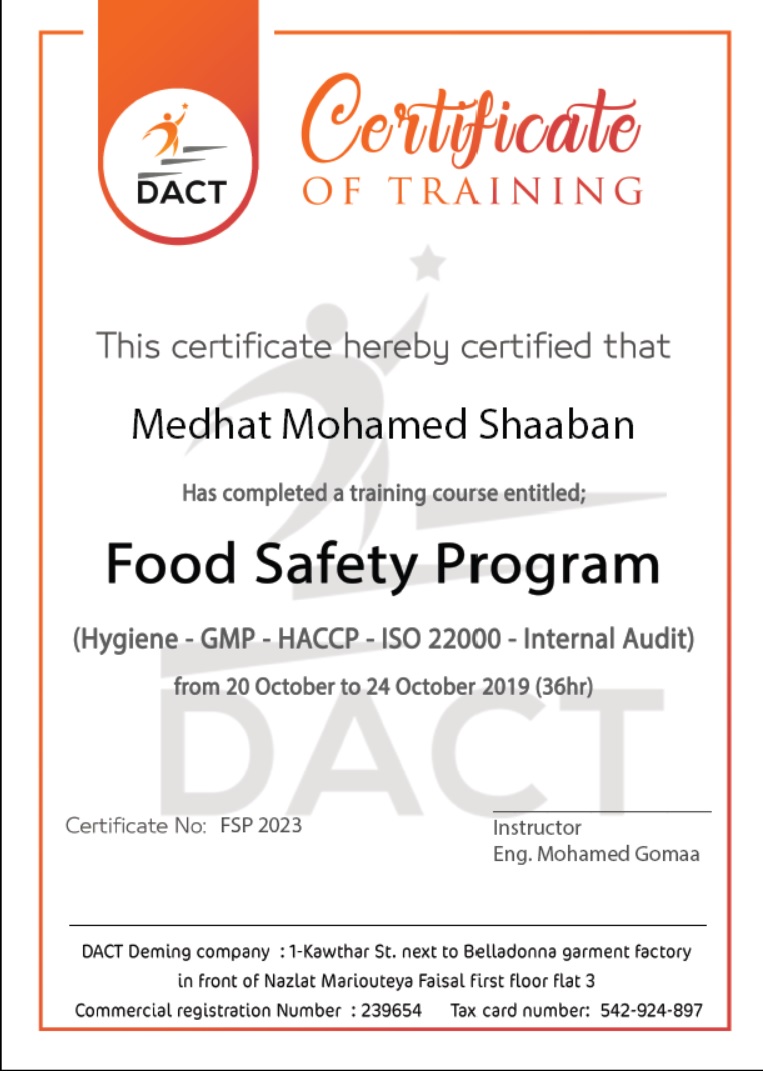 DACT
Certificate
OF TRAINING
This certificate hereby certified that
Medhat Mohamed Shaaban
Has completed a training course entitled;
Food Safety Program
(Hygiene - GMP - HACCP - ISO 22000 - Internal Audit)
from 20 October to 24 October 2019 (36hr)
DACT
Certificate No: FSP 2023
Instructor
Eng. Mohamed Gomaa
DACT Deming company : 1-Kawthar St. next to Belladonna garment factory
in front of Nazlat Mariouteya Faisal first floor flat 3
Commercial registration Number : 239654 Tax card number: 542-924-897